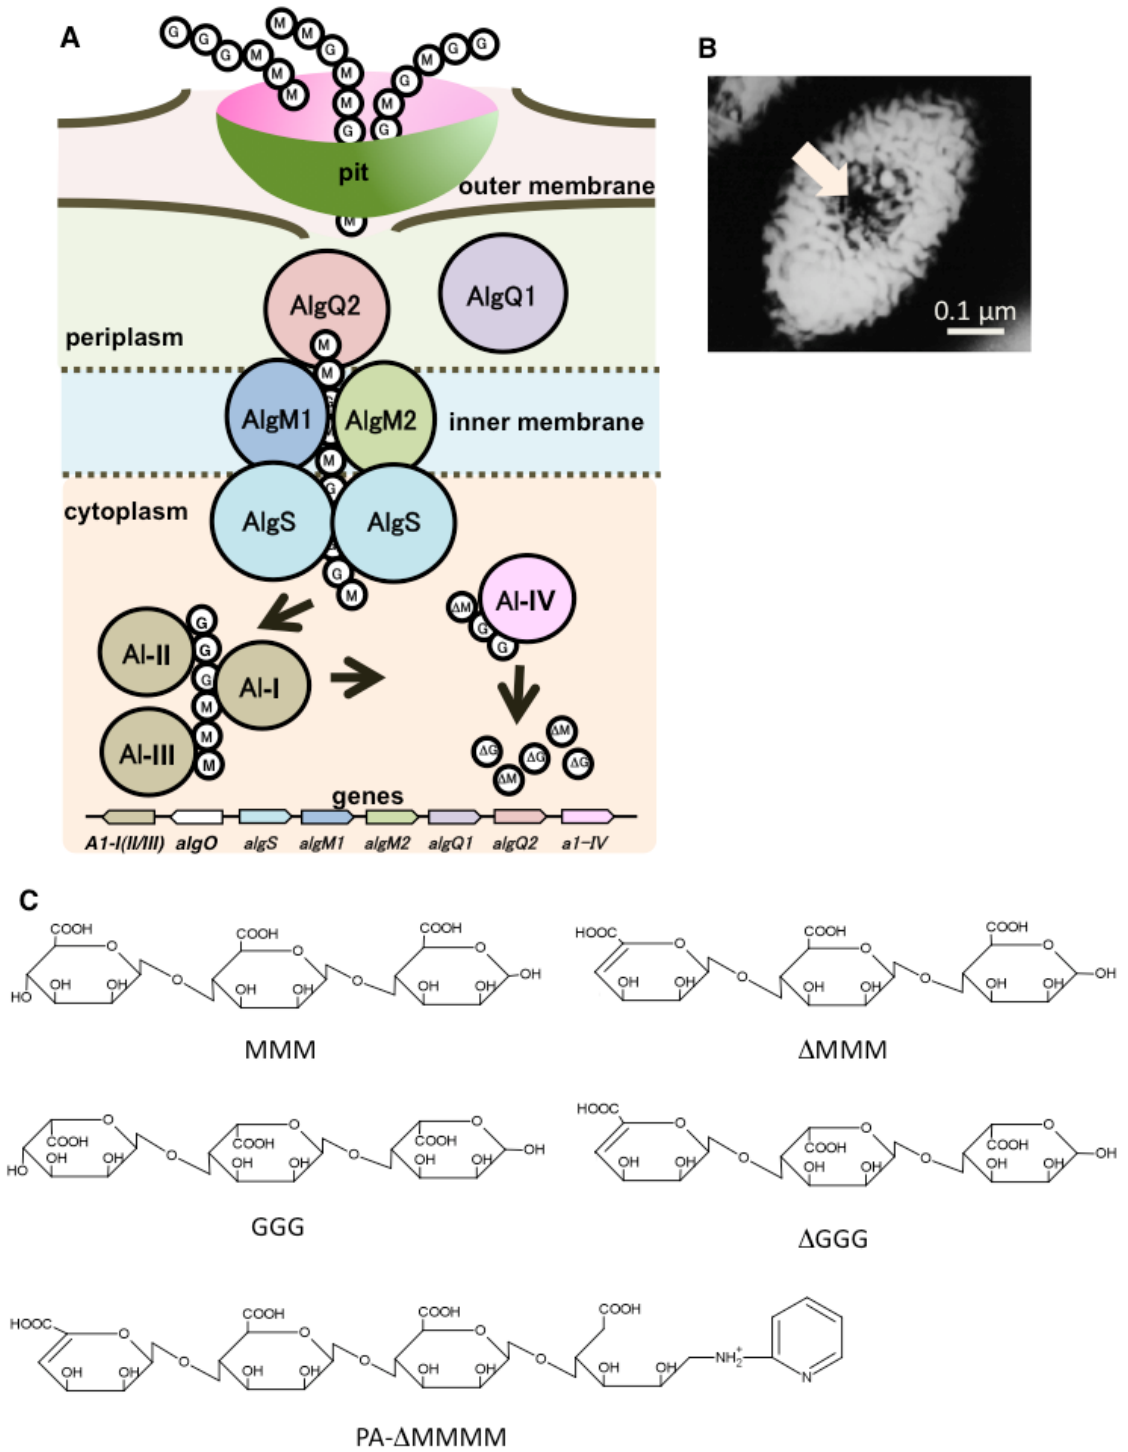 A
B
G G G M M M
M M G M M G
G M G M G G
pit
outer membrane
M
AlgQ2
AlgQ1
0.1 μm
periplasm
M
M
AlgM1
AlgM2
inner membrane
M
G
cytoplasm
AlgS
AlgS
G
M
Al-IV
ΔM
G
G
Al-II
Al-I
Al-III
G
G
G
M
M
M
ΔM
ΔG
ΔG
ΔG
ΔM
genes
A1-I(II/III) algO algS algM1 algM2 algQ1 algQ2 a1-IV
C
COOH O OH OH HO O COOH O OH OH O COOH O OH OH OH
MMM
HOOC O OH OH O COOH O OH OH O COOH O OH OH OH
ΔMMM
O COOH OH OH HO O O COOH OH OH O O COOH OH OH OH
GGG
HOOC O OH OH O O COOH OH OH O O COOH OH OH OH
ΔGGG
HOOC O OH OH O COOH O OH OH O COOH O OH OH O COOH OH OH NH2+ N
PA-ΔMMMM